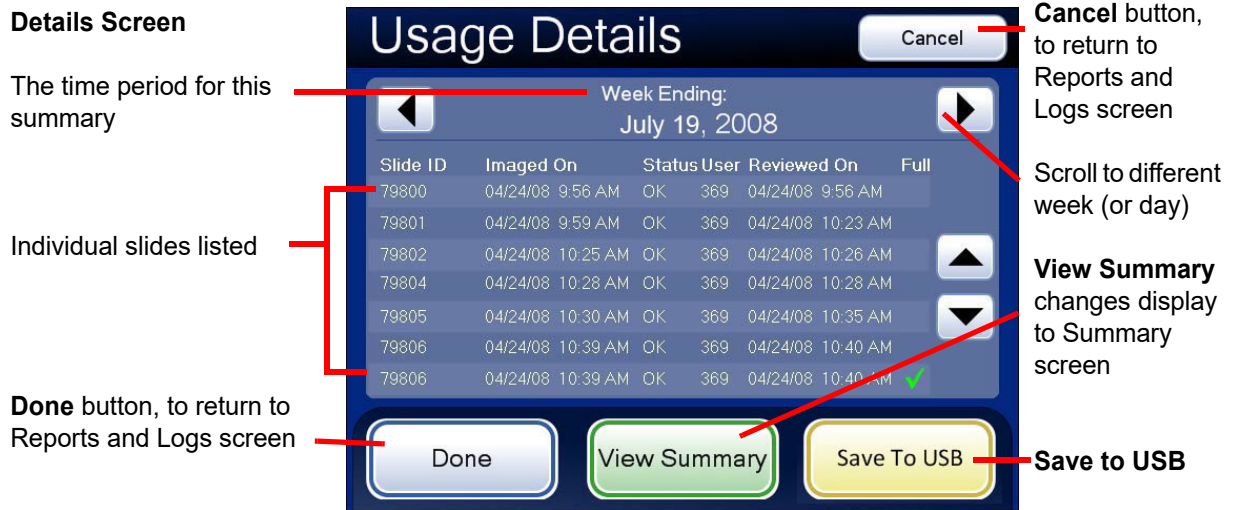 Details Screen
The time period for this
summary
Individual slides listed
Done button, to return to
Reports and Logs screen
Usage Details
Cancel
Week Ending:
July 19, 2008
Slide ID Imaged On Status User Reviewed On Full
79800 04/24/08 9:56 AM OK 369 04/24/08 9:56 AM
79801 04/24/08 9:59 AM OK 369 04/24/08 10:23 AM
79802 04/24/08 10:25 AM OK 369 04/24/08 10:26 AM
79804 04/24/08 10:28 AM OK 369 04/24/08 10:28 AM
79805 04/24/08 10:30 AM OK 369 04/24/08 10:35 AM
79806 04/24/08 10:39 AM OK 369 04/24/08 10:40 AM
79806 04/24/08 10:39 AM OK 369 04/24/08 10:40 AM ✓
Done
View Summary
Save To USB
Cancel button,
to return to
Reports and
Logs screen
Scroll to different
week (or day)
View Summary
changes display
to Summary
screen
Save to USB